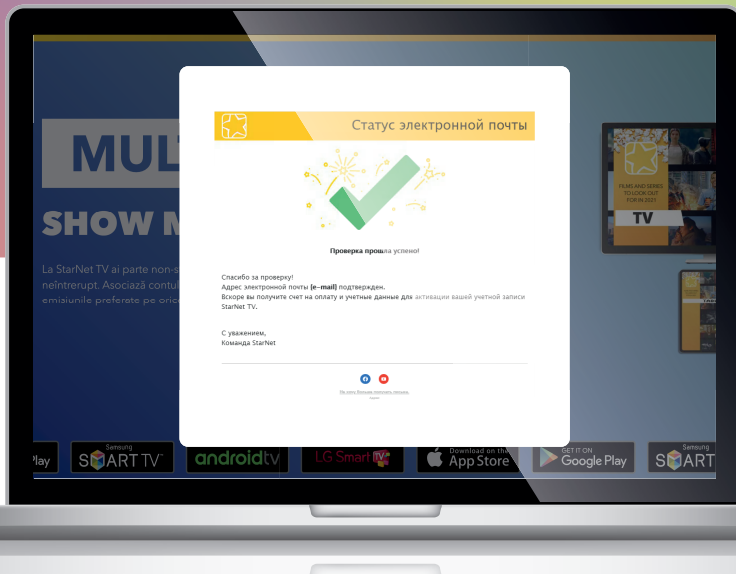 Статус электронной почты
MUL
SHOW M
La StarNet TV ai parte non-s
neîntrerupt. Asociază contul
emisiunile preferate pe oric
Проверка прошла успено!
Спасибо за проверку!
Адрес электронной почты [e-mail] подтвержден.
Вскоре вы получите счет на оплату и учетные данные для активации вашей учетной записи
StarNet TV.
С уважением,
Команда StarNet
FILMS AND SERIES
TO LOOK OUT
FOR IN 2021
TV
Play
Samsung
SMART TV
androidtv
LG Smart TV
Download on the
App Store
GET IT ON
Google Play
Samsung
SMART